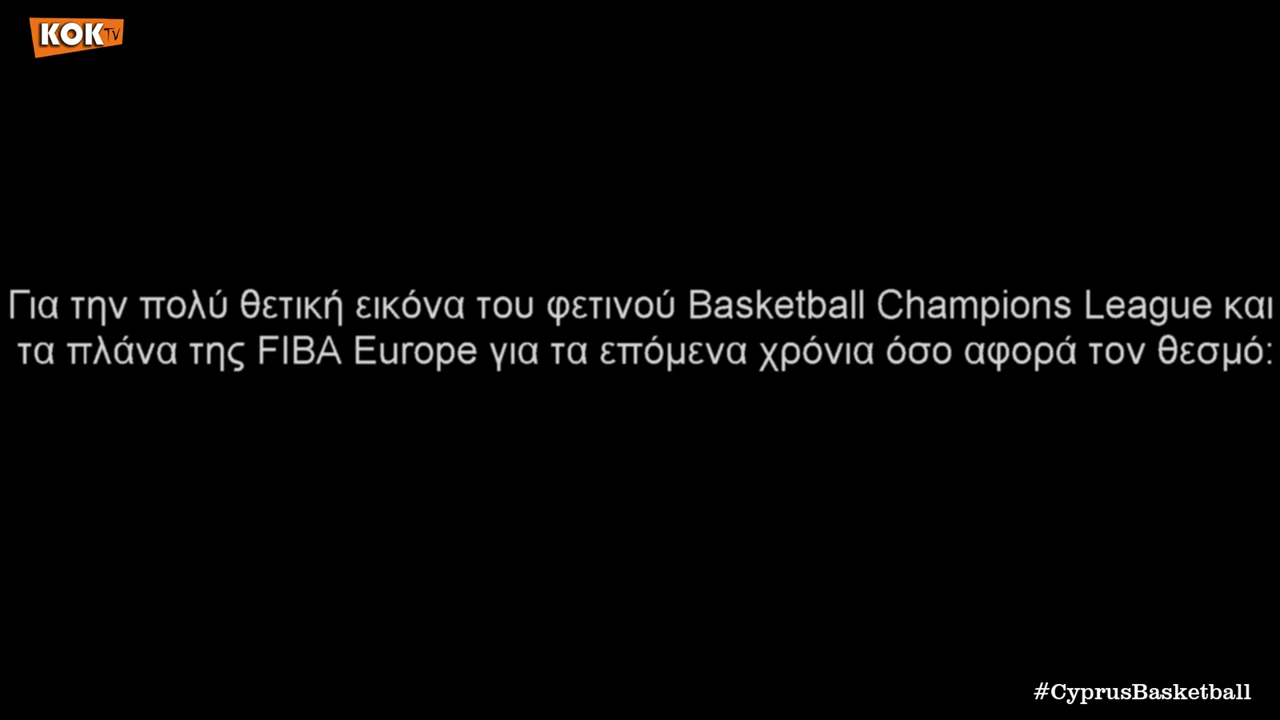 KOK TV
Για την πολύ θετική εικόνα του φετινού Basketball Champions League και
τα πλάνα της FIBA Europe για τα επόμενα χρόνια όσο αφορά τον θεσμό:
#CyprusBasketball